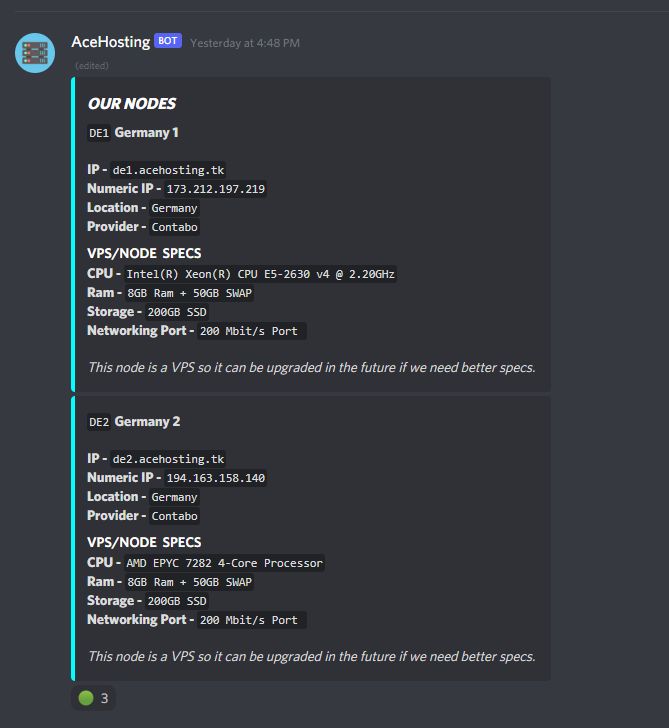 AceHosting BOT Yesterday at 4:48 PM
(edited)
OUR NODES
DE1 Germany 1
IP - de1.acehosting.tk
Numeric IP - 173.212.197.219
Location - Germany
Provider - Contabo
VPS/NODE SPECS
CPU - Intel(R) Xeon(R) CPU E5-2630 v4 @ 2.20GHz
Ram - 8GB Ram + 50GB SWAP
Storage - 200GB SSD
Networking Port - 200 Mbit/s Port
This node is a VPS so it can be upgraded in the future if we need better specs.
DE2 Germany 2
IP - de2.acehosting.tk
Numeric IP - 194.163.158.140
Location - Germany
Provider - Contabo
VPS/NODE SPECS
CPU - AMD EPYC 7282 4-Core Processor
Ram - 8GB Ram + 50GB SWAP
Storage - 200GB SSD
Networking Port - 200 Mbit/s Port
This node is a VPS so it can be upgraded in the future if we need better specs.
3